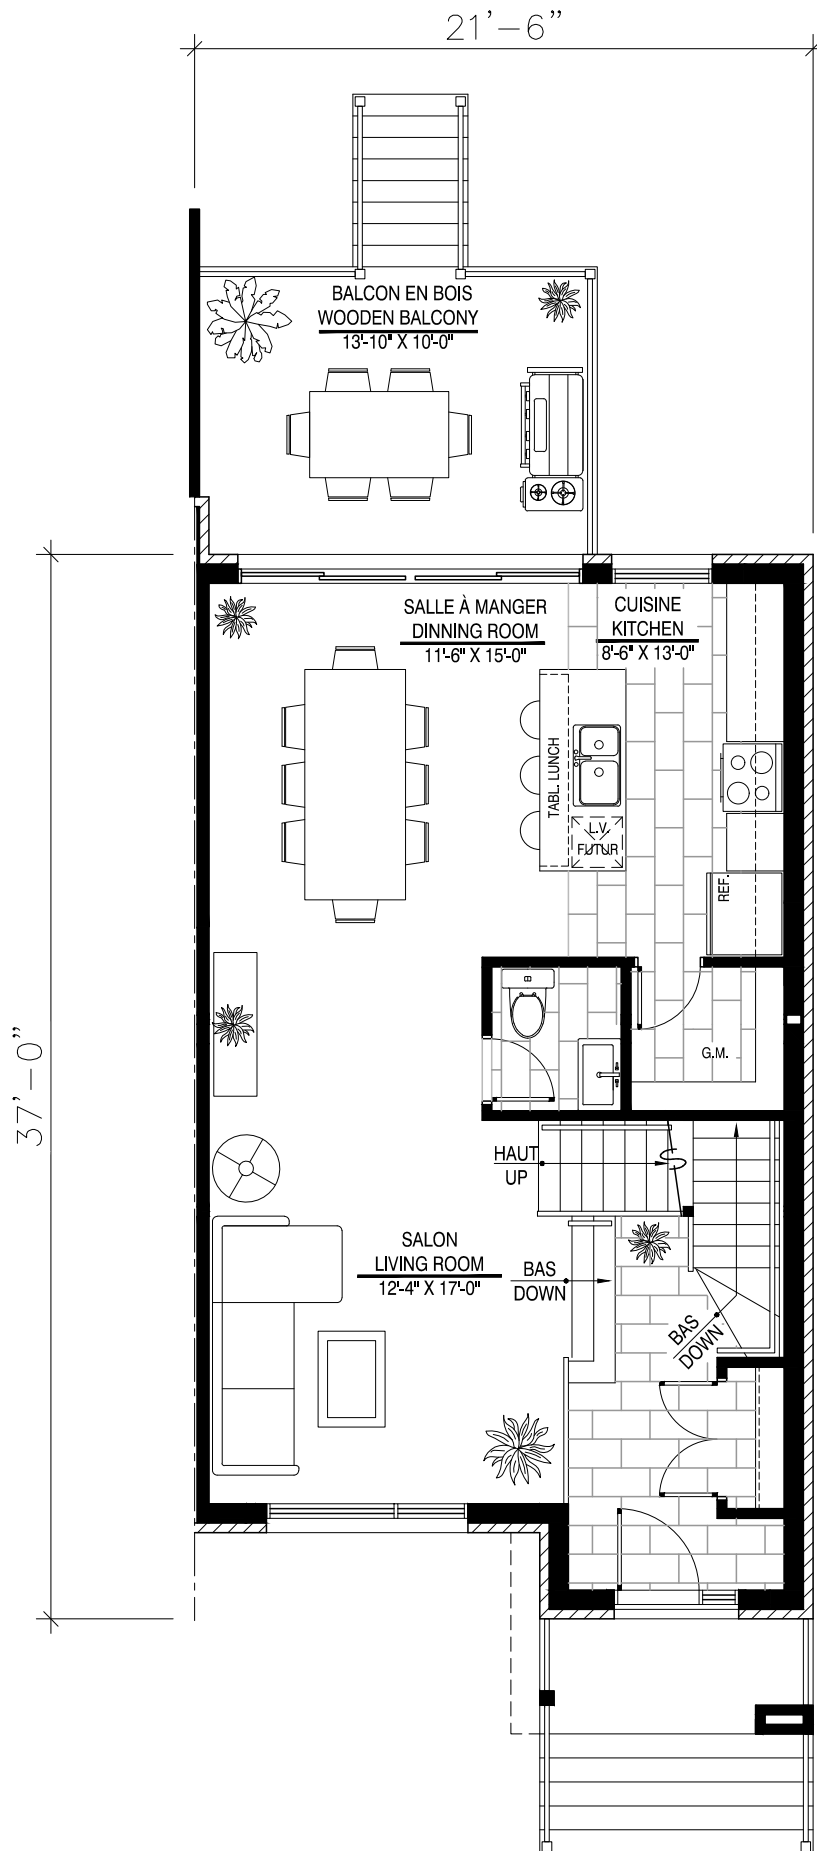 21'-6"
BALCON EN BOIS
WOODEN BALCONY
13'-10" X 10'-0"
SALLE À MANGER
DINNING ROOM
11'-6" X 15'-0"
CUISINE
KITCHEN
8'-6" X 13'-0"
TABL. LUNCH
L.V.
FUTUR
REF.
37'-0"
G.M.
HAUT
UP
SALON
LIVING ROOM
12'-4" X 17'-0"
BAS
DOWN
BAS
DOWN